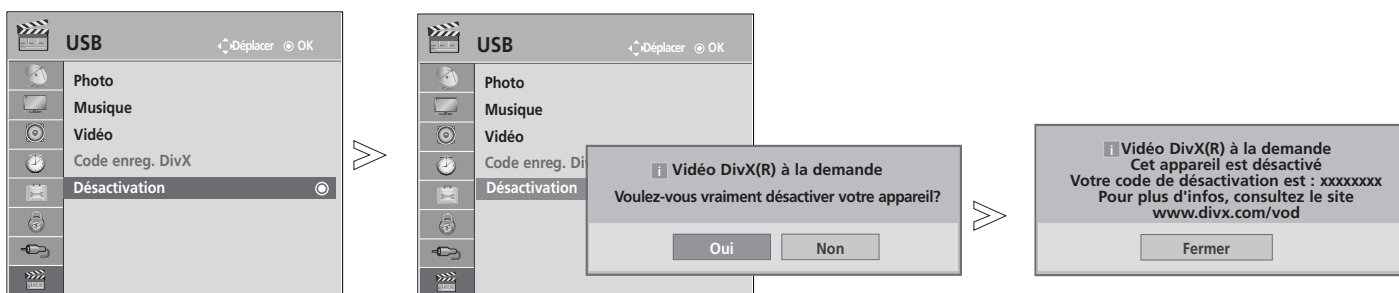 USB
Déplacer OK
Photo
Musique
Vidéo
Code enreg. DivX
Désactivation
USB
Déplacer OK
Photo
Musique
Vidéo
Code enreg. Di
Désactivation
i Vidéo DivX(R) à la demande
Voulez-vous vraiment désactiver votre appareil?
Oui Non
i Vidéo DivX(R) à la demande
Cet appareil est désactivé
Votre code de désactivation est : xxxxxxxx
Pour plus d'infos, consultez le site
www.divx.com/vod
Fermer